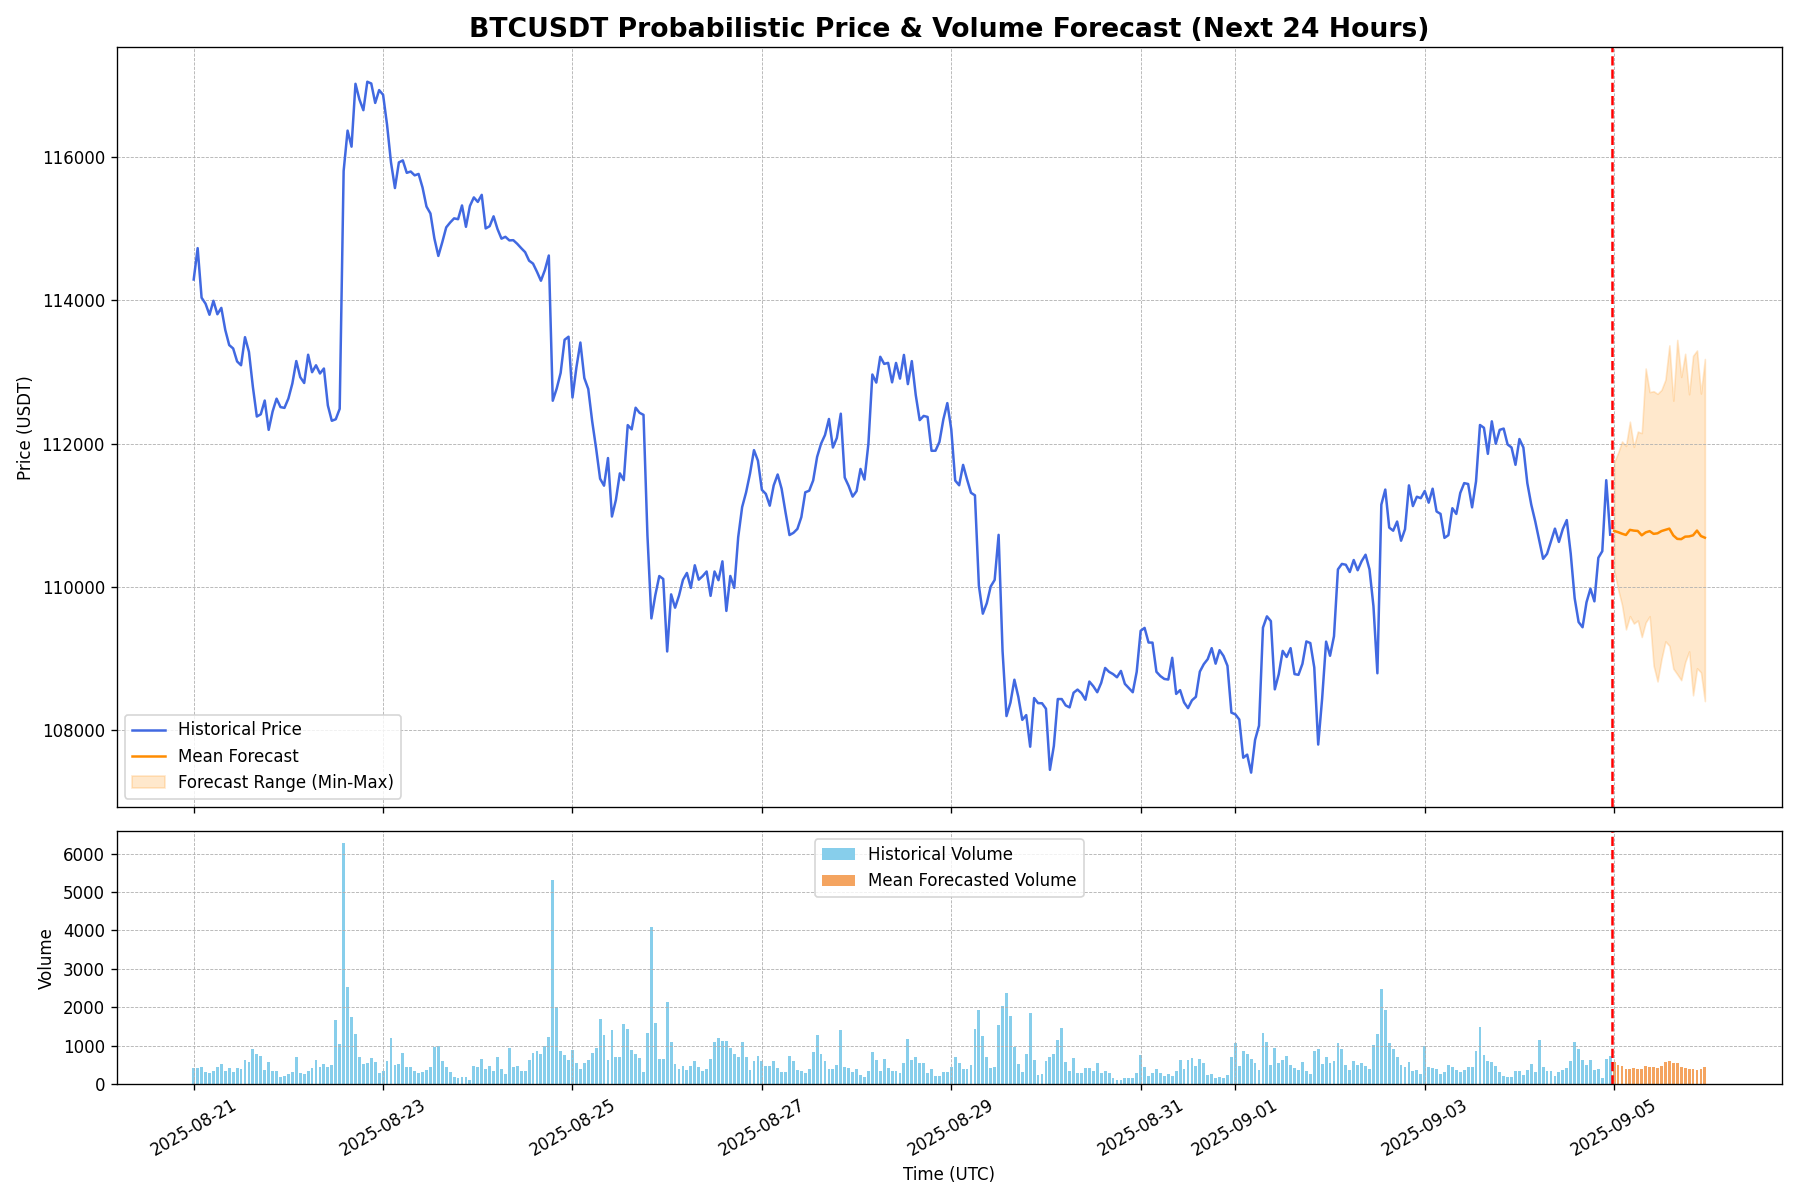 BTCUSDT Probabilistic Price & Volume Forecast (Next 24 Hours)
Price (USDT)
116000
114000
112000
110000
108000
Historical Price
Mean Forecast
Forecast Range (Min-Max)
Volume
6000
5000
4000
3000
2000
1000
0
Historical Volume
Mean Forecasted Volume
2025-08-21
2025-08-23
2025-08-25
2025-08-27
2025-08-29
2025-08-31
2025-09-01
2025-09-03
2025-09-05
Time (UTC)